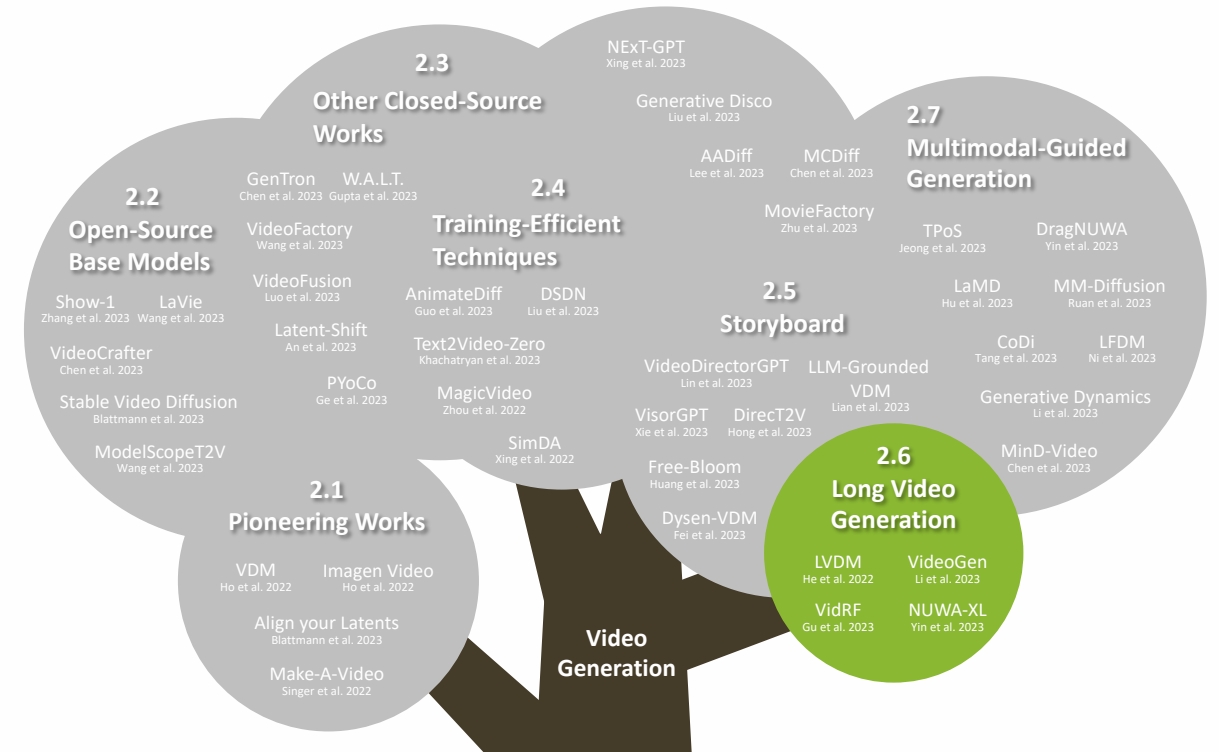 2.1
Pioneering Works
VDM
Ho et al. 2022
Imagen Video
Ho et al. 2022
Align your Latents
Blattmann et al. 2023
Make-A-Video
Singer et al. 2022
2.2
Open-Source
Base Models
Show-1
Zhang et al. 2023
LaVie
Wang et al. 2023
VideoCrafter
Chen et al. 2023
Stable Video Diffusion
Blattmann et al. 2023
ModelScopeT2V
Wang et al. 2023
2.3
Other Closed-Source
Works
GenTron
Chen et al. 2023
W.A.L.T.
Gupta et al. 2023
VideoFactory
Wang et al. 2023
VideoFusion
Luo et al. 2023
Latent-Shift
An et al. 2023
PYoCo
Ge et al. 2023
2.4
Training-Efficient
Techniques
AnimateDiff
Guo et al. 2023
DSDN
Liu et al. 2023
Text2Video-Zero
Khachatryan et al. 2023
MagicVideo
Zhou et al. 2022
SimDA
Xing et al. 2022
2.5
Storyboard
VideoDirectorGPT
Lin et al. 2023
LLM-Grounded
VDM
Lian et al. 2023
VisorGPT
Xie et al. 2023
DirecT2V
Hong et al. 2023
Free-Bloom
Huang et al. 2023
Dysen-VDM
Fei et al. 2023
2.6
Long Video
Generation
LVDM
He et al. 2022
VideoGen
Li et al. 2023
VidRF
Gu et al. 2023
NUWA-XL
Yin et al. 2023
2.7
Multimodal-Guided
Generation
NExT-GPT
Xing et al. 2023
Generative Disco
Liu et al. 2023
AADiff
Lee et al. 2023
MCDiff
Chen et al. 2023
MovieFactory
Zhu et al. 2023
TPoS
Jeong et al. 2023
DragNUWA
Yin et al. 2023
LaMD
Hu et al. 2023
MM-Diffusion
Ruan et al. 2023
CoDi
Tang et al. 2023
LFDM
Ni et al. 2023
Generative Dynamics
Li et al. 2023
MinD-Video
Chen et al. 2023
Video
Generation